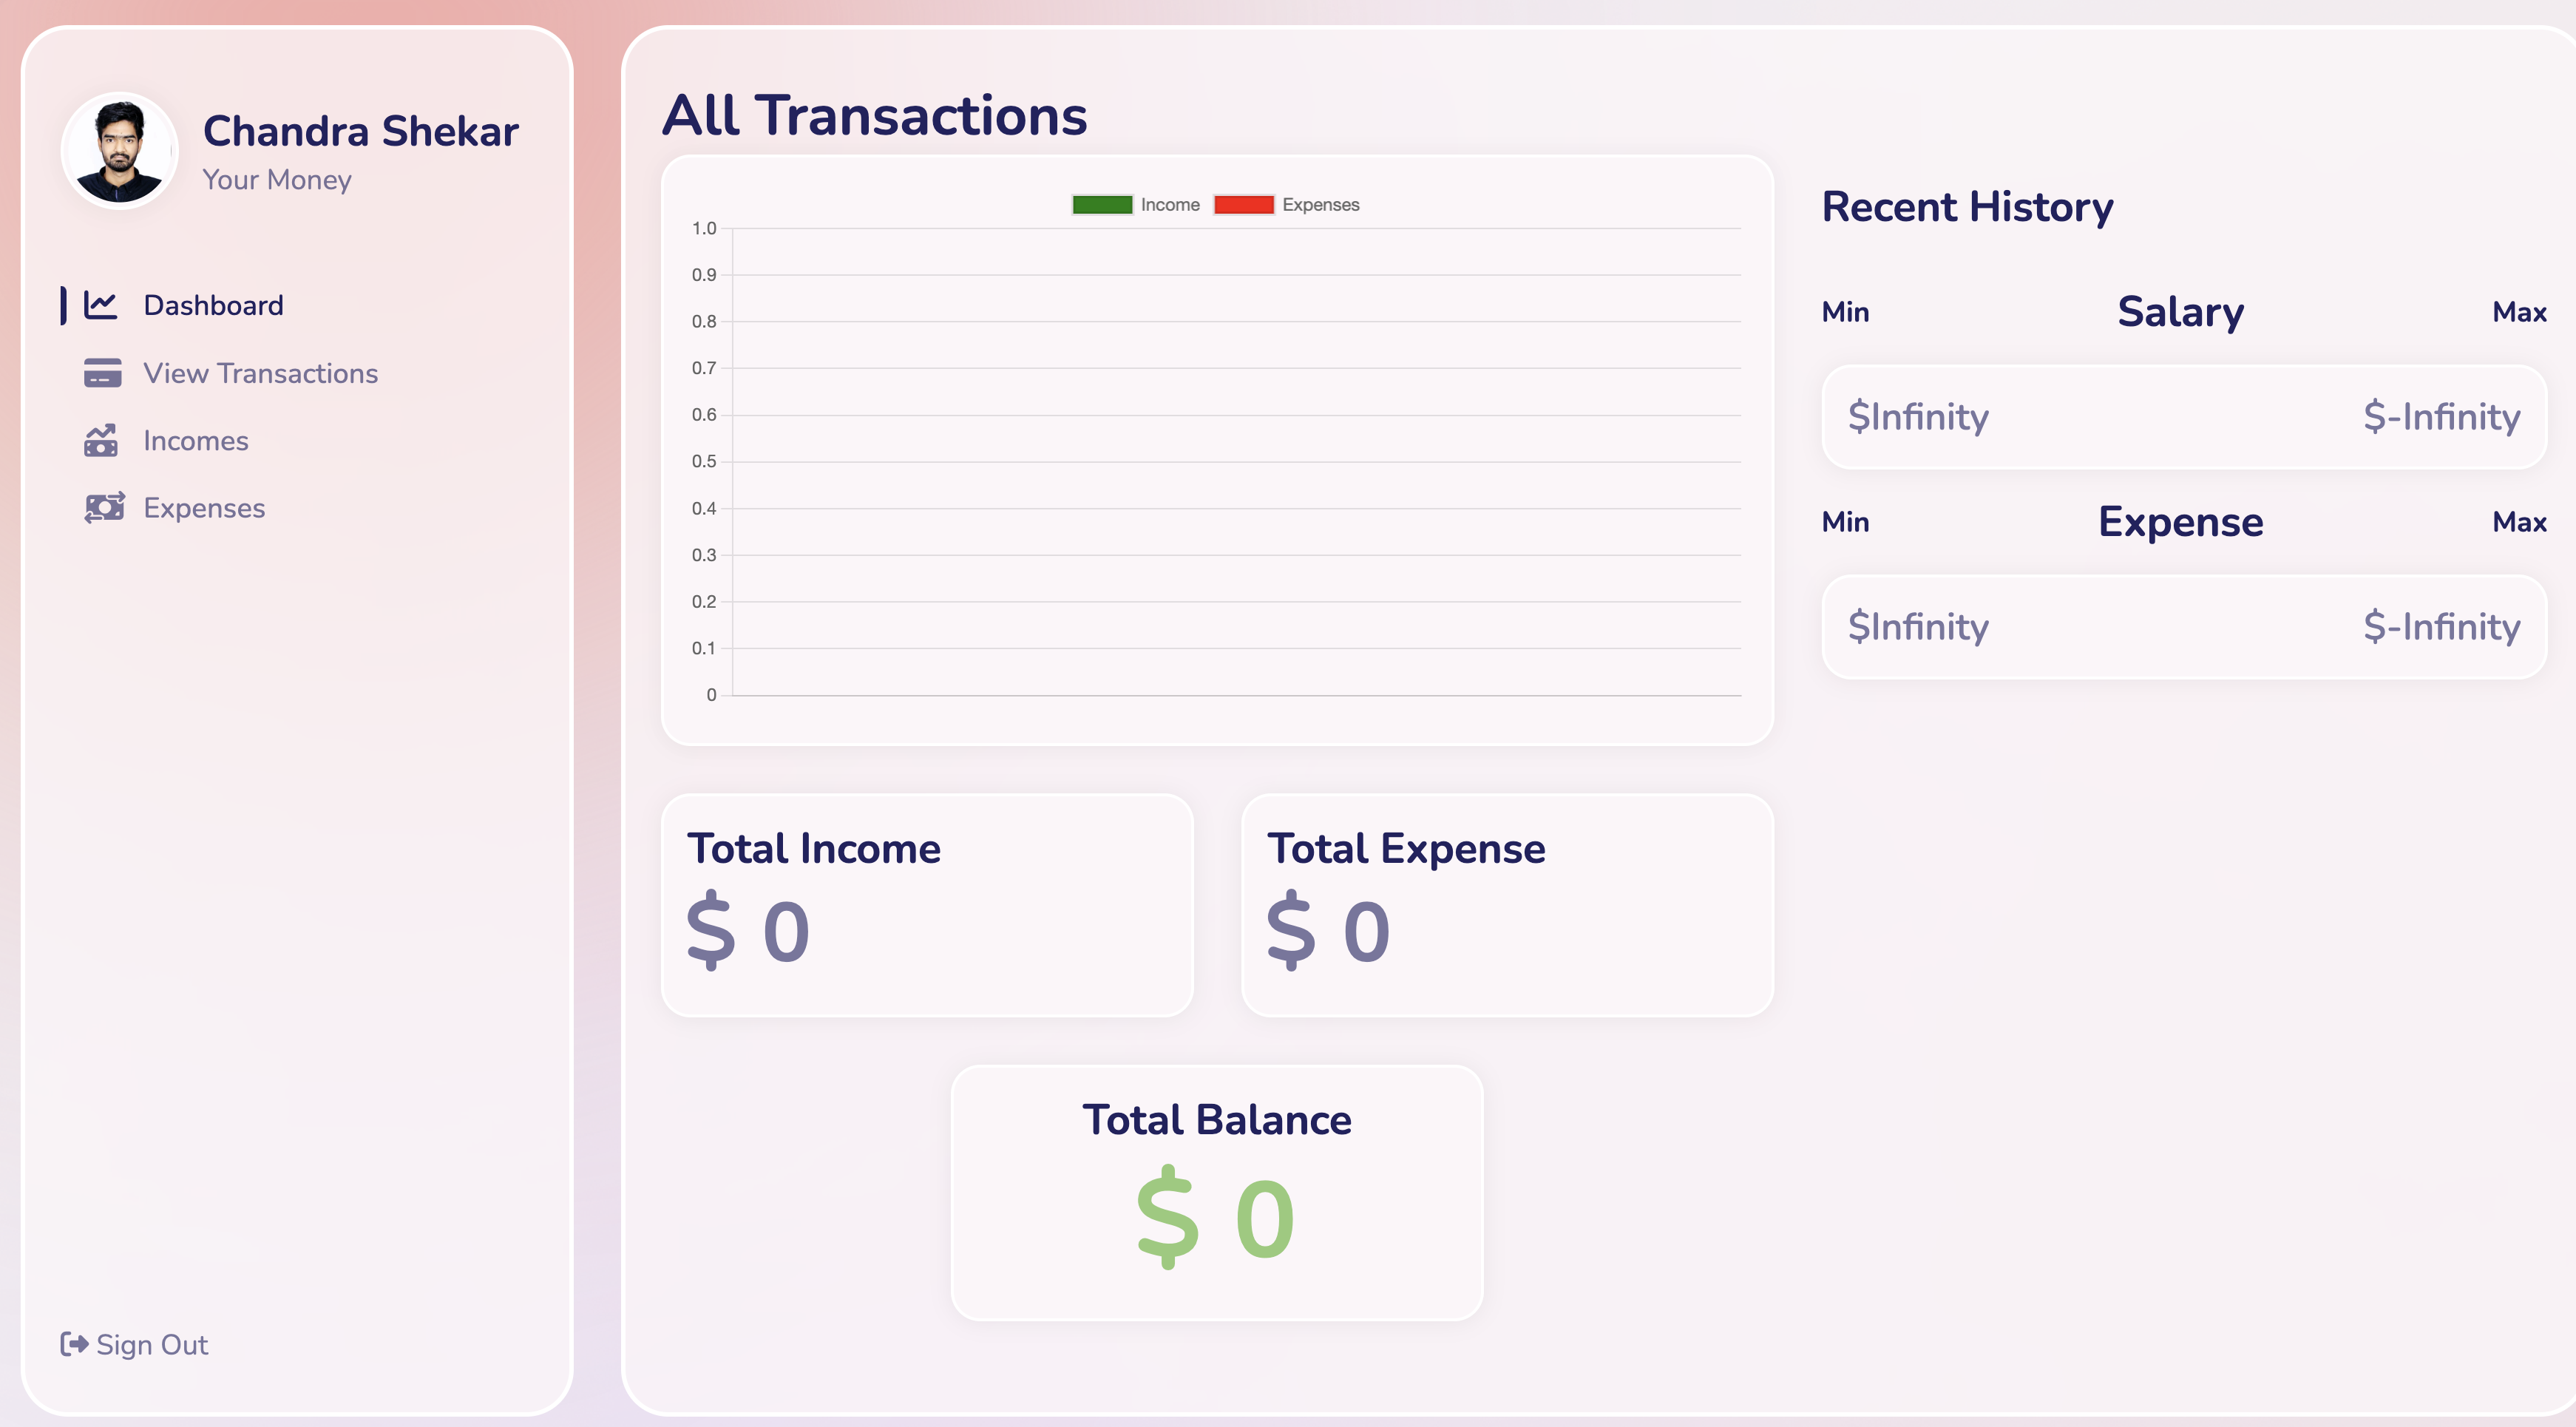 Chandra Shekar
Your Money
Dashboard
View Transactions
Incomes
Expenses
Sign Out
All Transactions
Income Expenses
1.0
0.9
0.8
0.7
0.6
0.5
0.4
0.3
0.2
0.1
0
Total Income
$ 0
Total Expense
$ 0
Total Balance
$ 0
Recent History
Min Salary Max
$Infinity $-Infinity
Min Expense Max
$Infinity $-Infinity